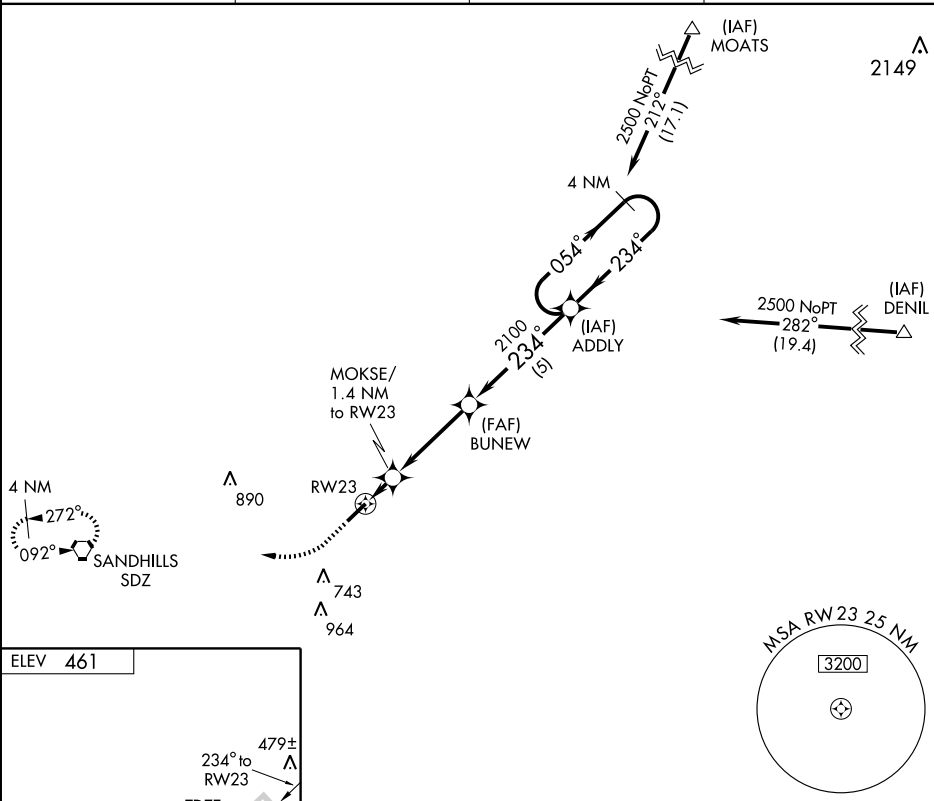 (IAF)
MOATS
2149
2500 NoPT
212°
(17.1)
4 NM
054°
234°
(IAF)
ADDLY
2500 NoPT
282°
(19.4)
(IAF)
DENIL
2100
234°
(5)
MOKSE/
1.4 NM
to RW23
(FAF)
BUNEW
RW23
890
4 NM
272°
092°
SANDHILLS
SDZ
743
964
MSA RW 23 25 NM
3200
ELEV 461
479±
234° to
RW23